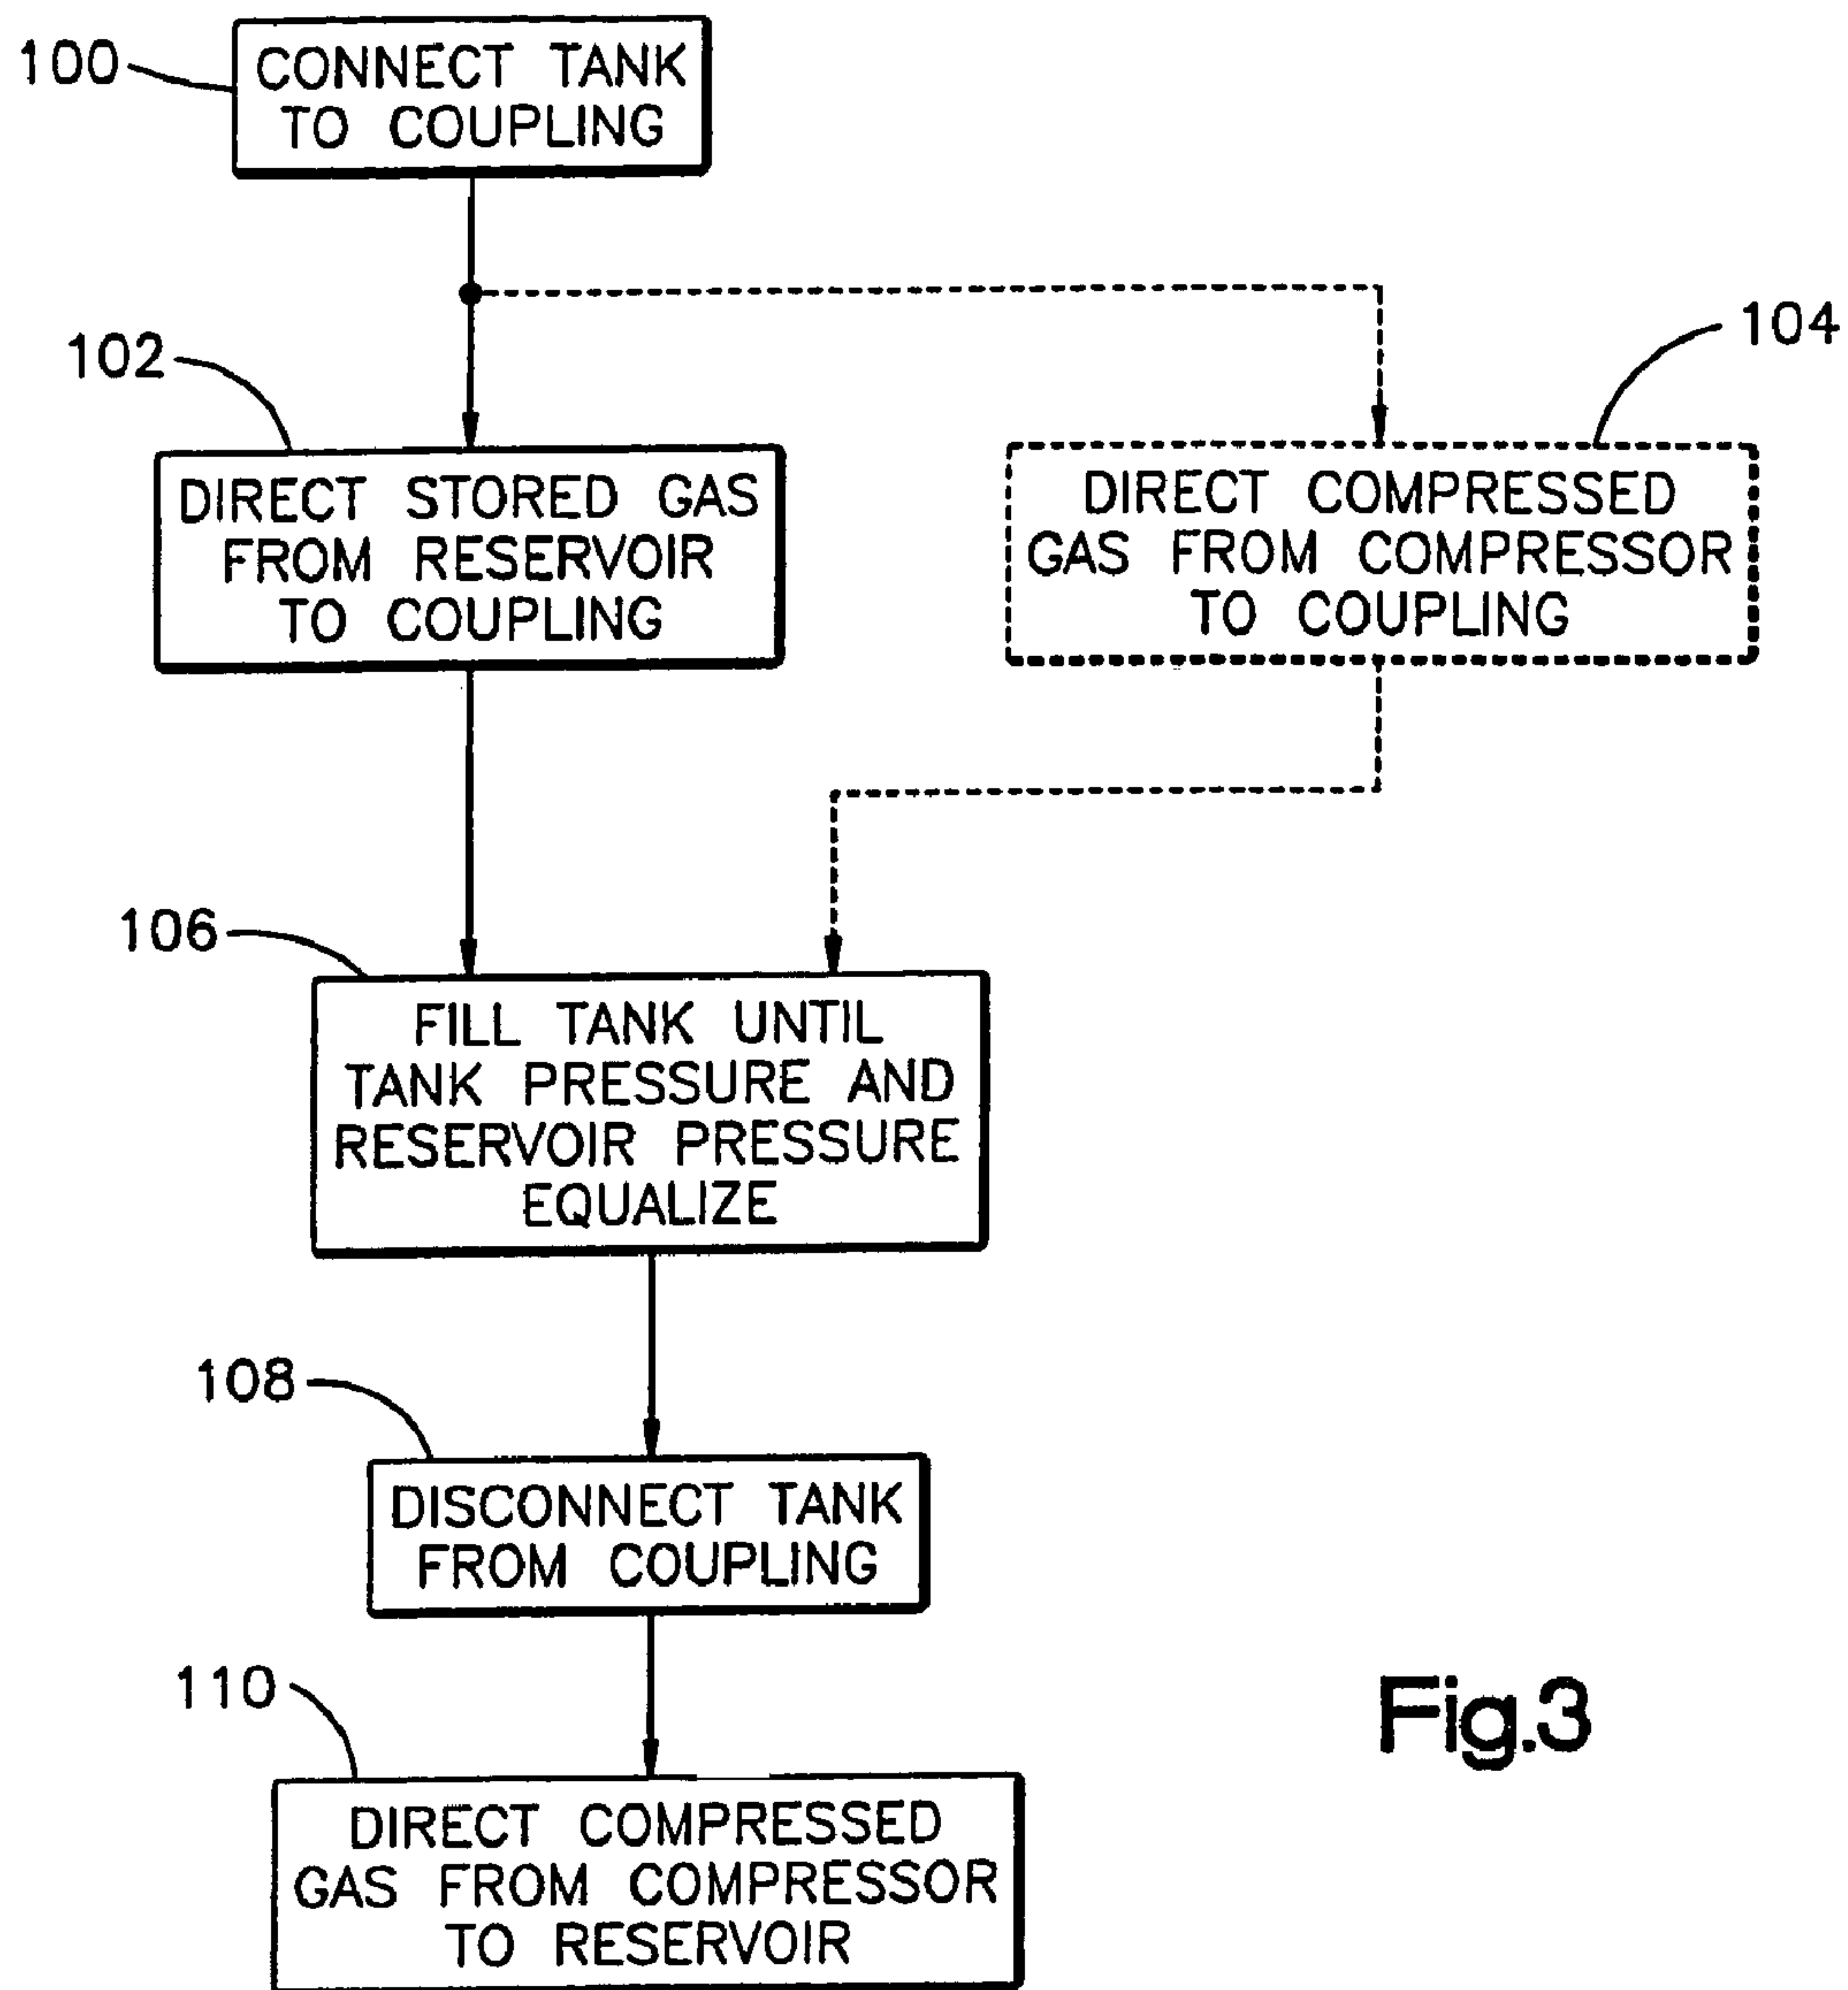 100
CONNECT TANK
TO COUPLING
102
DIRECT STORED GAS
FROM RESERVOIR
TO COUPLING
104
DIRECT COMPRESSED
GAS FROM COMPRESSOR
TO COUPLING
106
FILL TANK UNTIL
TANK PRESSURE AND
RESERVOIR PRESSURE
EQUALIZE
108
DISCONNECT TANK
FROM COUPLING
110
DIRECT COMPRESSED
GAS FROM COMPRESSOR
TO RESERVOIR
Fig.3